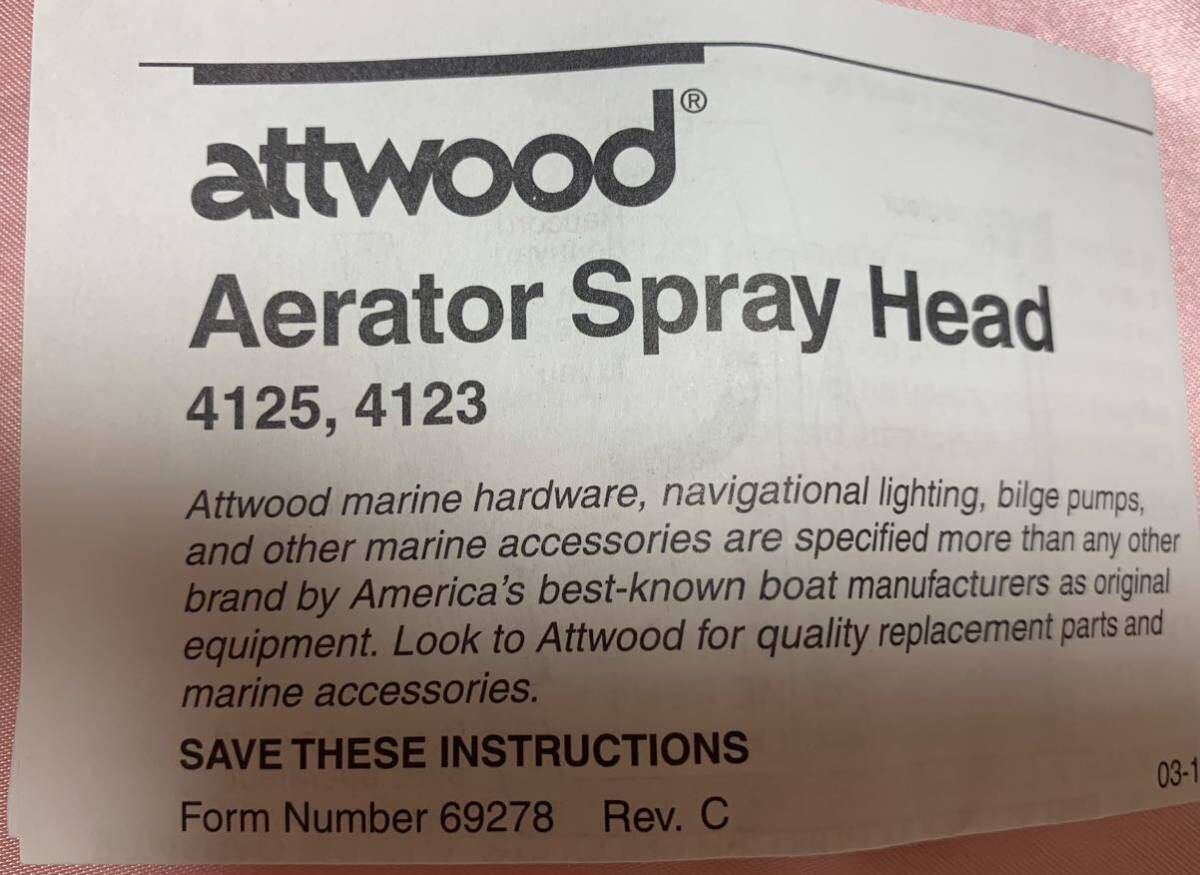 attwood®
Aerator Spray Head
4125, 4123
Attwood marine hardware, navigational lighting, bilge pumps,
and other marine accessories are specified more than any other
brand by America's best-known boat manufacturers as original
equipment. Look to Attwood for quality replacement parts and
marine accessories.
SAVE THESE INSTRUCTIONS
03-1
Form Number 69278 Rev. C